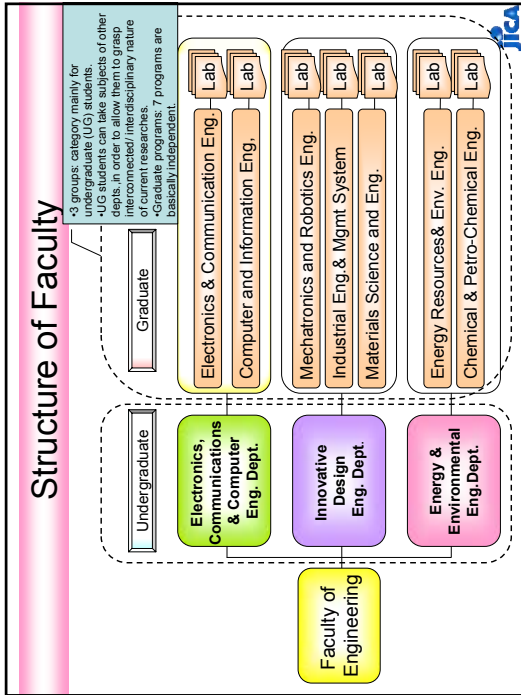 Structure of Faculty
•3 groups: category mainly for
undergraduate (UG) students.
•UG students can take subjects of other
depts.,in order to allow them to grasp
interconnected/ interdisciplinary nature
of current researches.
•Graduate programs: 7 programs are
basically independent.
Undergraduate
Graduate
Faculty of
Engineering
Electronics,
Communications
& Computer
Eng. Dept.
Electronics & Communication Eng.
Lab
Computer and Information Eng,
Lab
Innovative
Design
Eng. Dept.
Mechatronics and Robotics Eng.
Lab
Industrial Eng.& Mgmt System
Lab
Materials Science and Eng.
Lab
Energy &
Environmental
Eng.Dept.
Energy Resources& Env. Eng.
Lab
Chemical & Petro-Chemical Eng.
Lab
jica